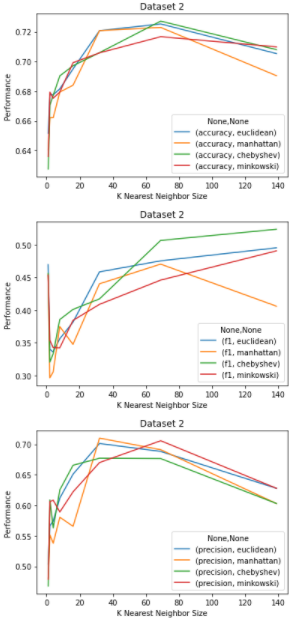 Dataset 2
0.72
0.70
0.68
0.66
0.64
Performance
None,None
(accuracy, euclidean)
(accuracy, manhattan)
(accuracy, chebyshev)
(accuracy, minkowski)
0 20 40 60 80 100 120 140
K Nearest Neighbor Size
Dataset 2
0.50
0.45
0.40
0.35
0.30
Performance
None,None
(f1, euclidean)
(f1, manhattan)
(f1, chebyshev)
(f1, minkowski)
0 20 40 60 80 100 120 140
K Nearest Neighbor Size
Dataset 2
0.70
0.65
0.60
0.55
0.50
Performance
None,None
(precision, euclidean)
(precision, manhattan)
(precision, chebyshev)
(precision, minkowski)
0 20 40 60 80 100 120 140
K Nearest Neighbor Size